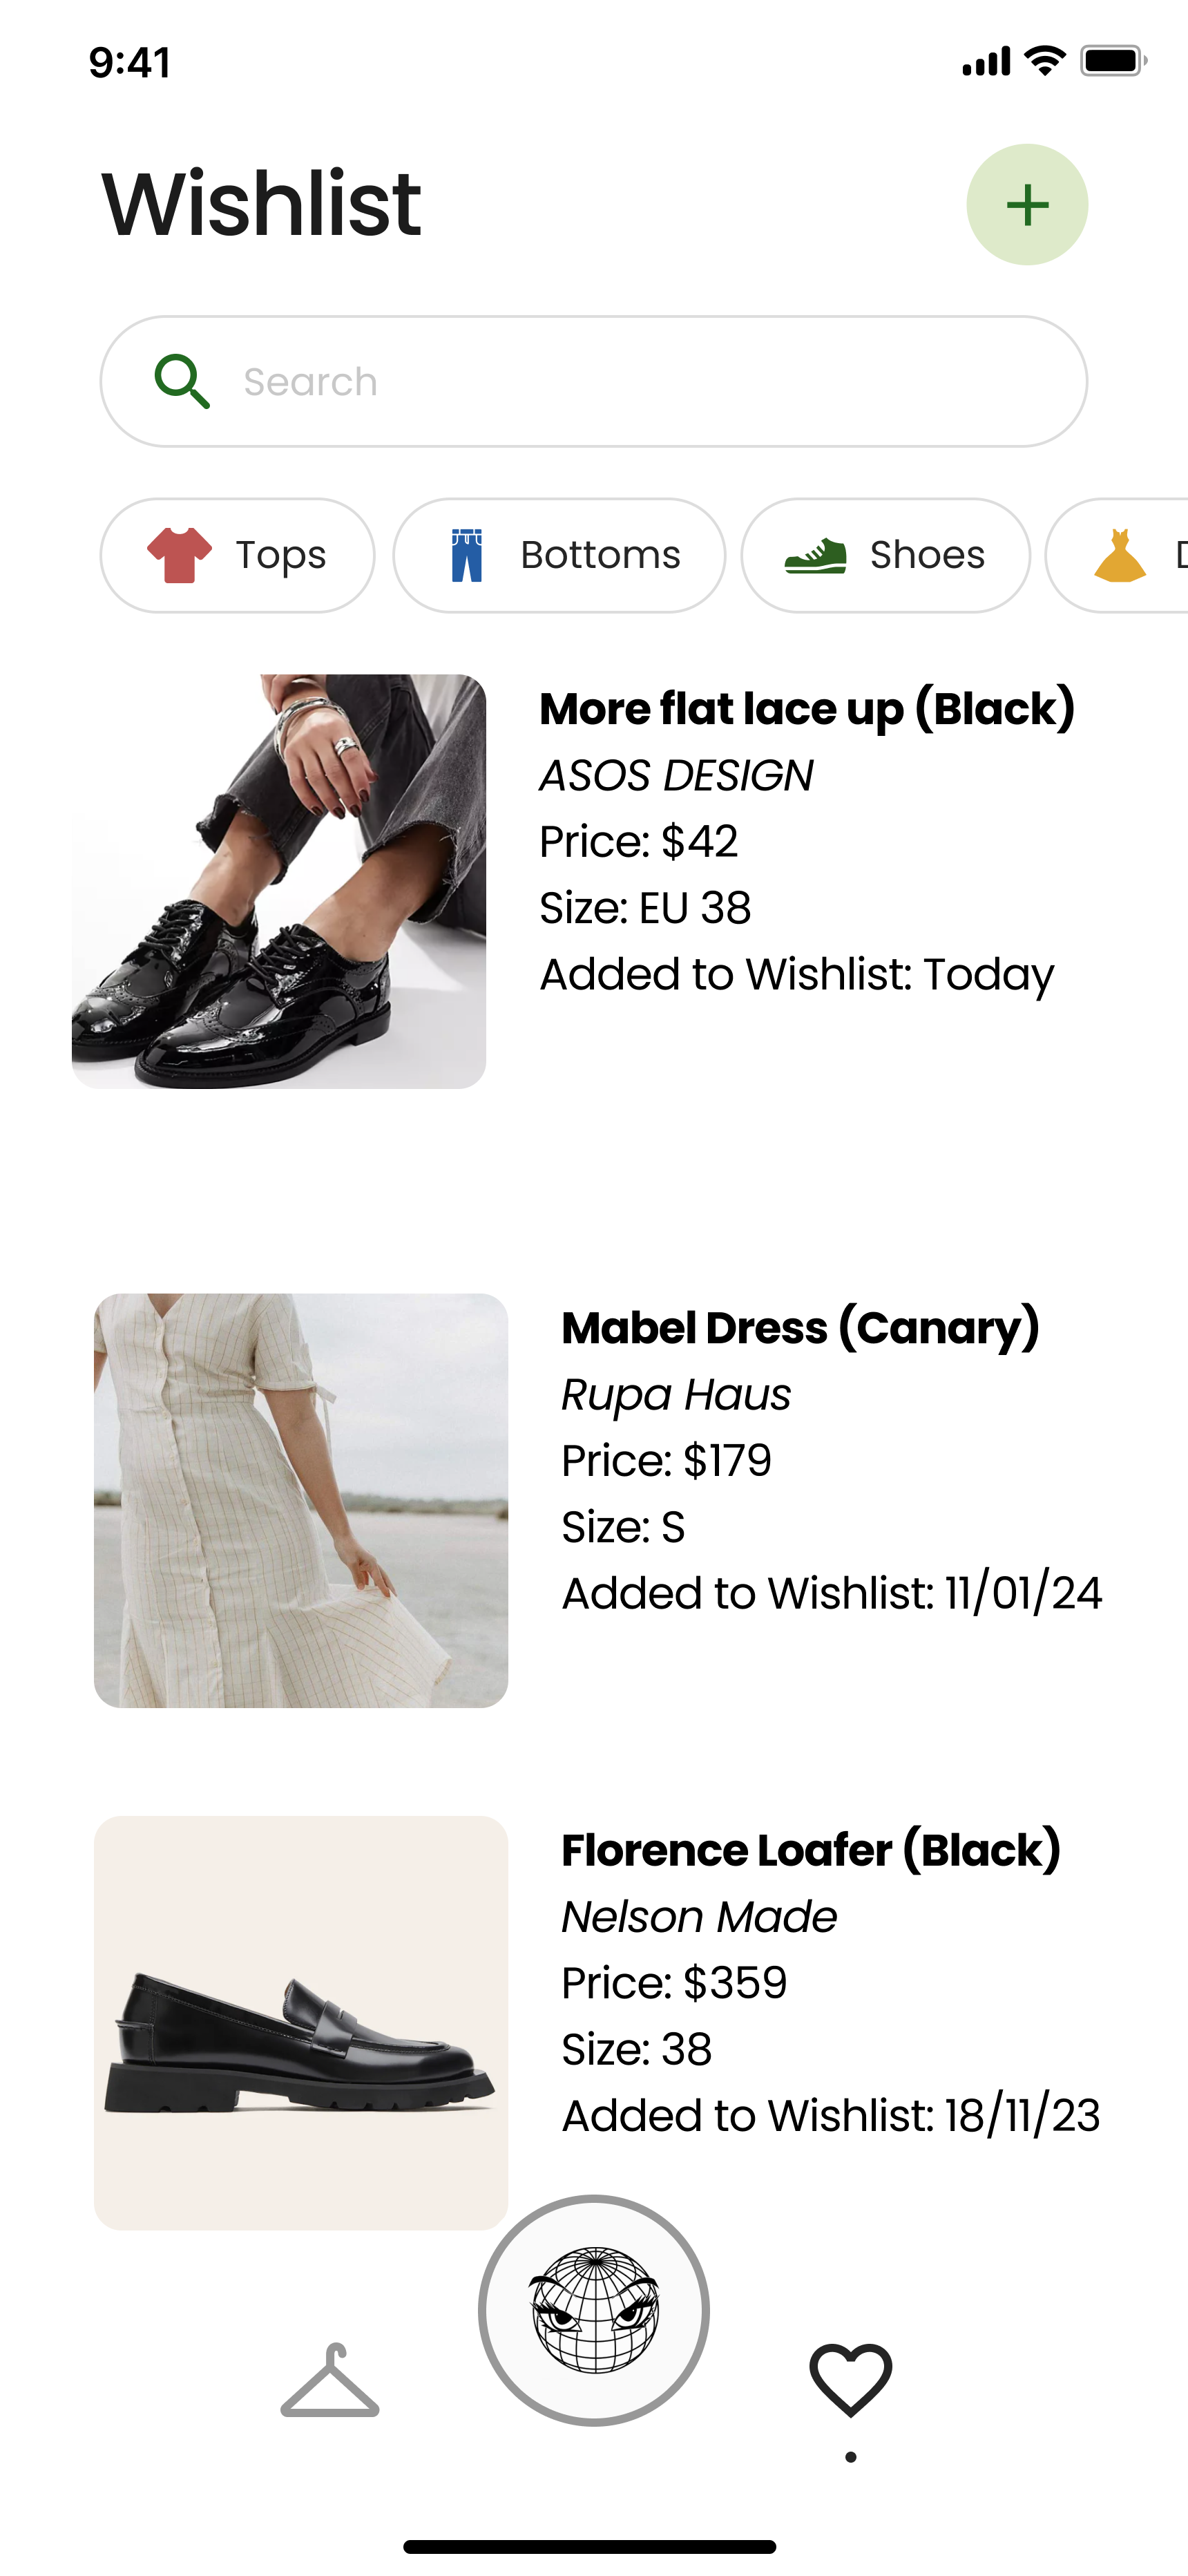 9:41
Wishlist
Search
Tops
Bottoms
Shoes
More flat lace up (Black)
ASOS DESIGN
Price: $42
Size: EU 38
Added to Wishlist: Today
Mabel Dress (Canary)
Rupa Haus
Price: $179
Size: S
Added to Wishlist: 11/01/24
Florence Loafer (Black)
Nelson Made
Price: $359
Size: 38
Added to Wishlist: 18/11/23